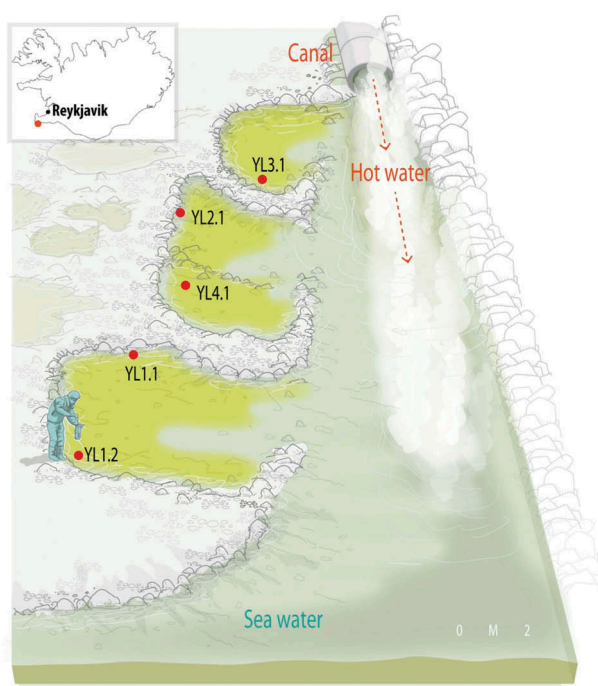 Canal
Reykjavik
YL3.1
Hot water
YL2.1
YL4.1
YL1.1
YL1.2
Sea water
0 M 2